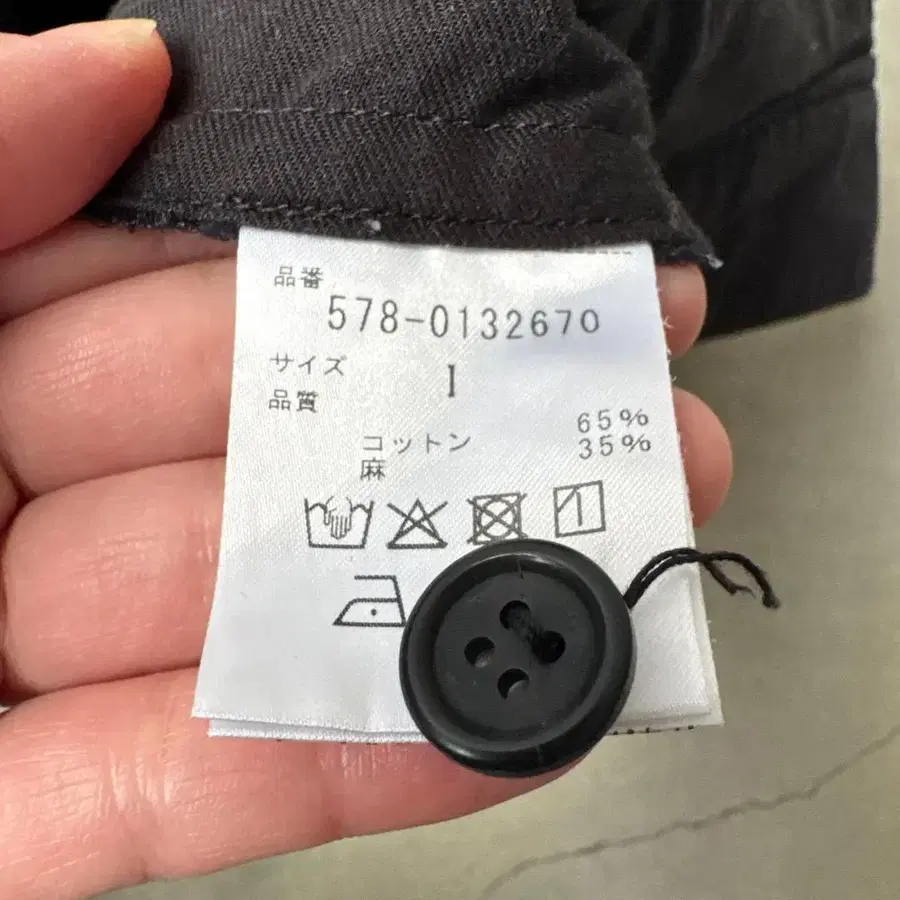 品番
578-0132670
サイズ I
品質
コットン 65%
麻 35%